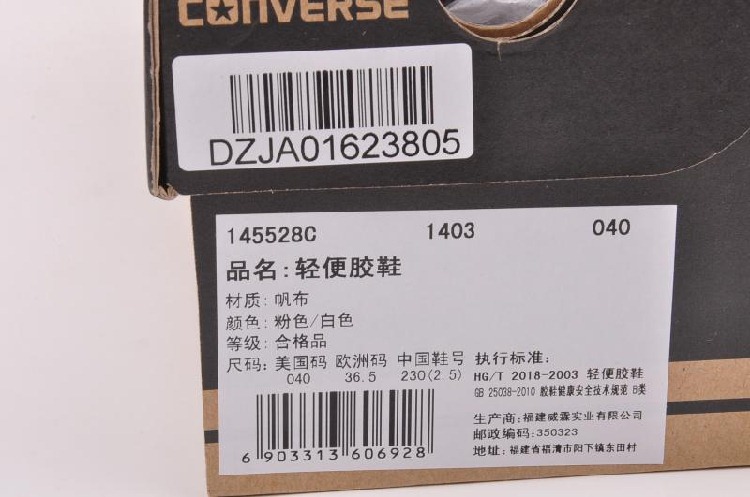 CONVERSE
DZJA01623805
145528C 1403 040
品名:轻便胶鞋
材质: 帆布
颜色: 粉色/白色
等级: 合格品
尺码: 美国码 欧洲码 中国鞋号
040 36.5 230(2.5)
执行标准:
HG/T 2018-2003 轻便胶鞋
GB 25038-2010 胶鞋健康安全技术规范 B类
生产商:福建威霖实业有限公司
邮政编码:350323
地址: 福建省福清市阳下镇东田村
6 903313 606928